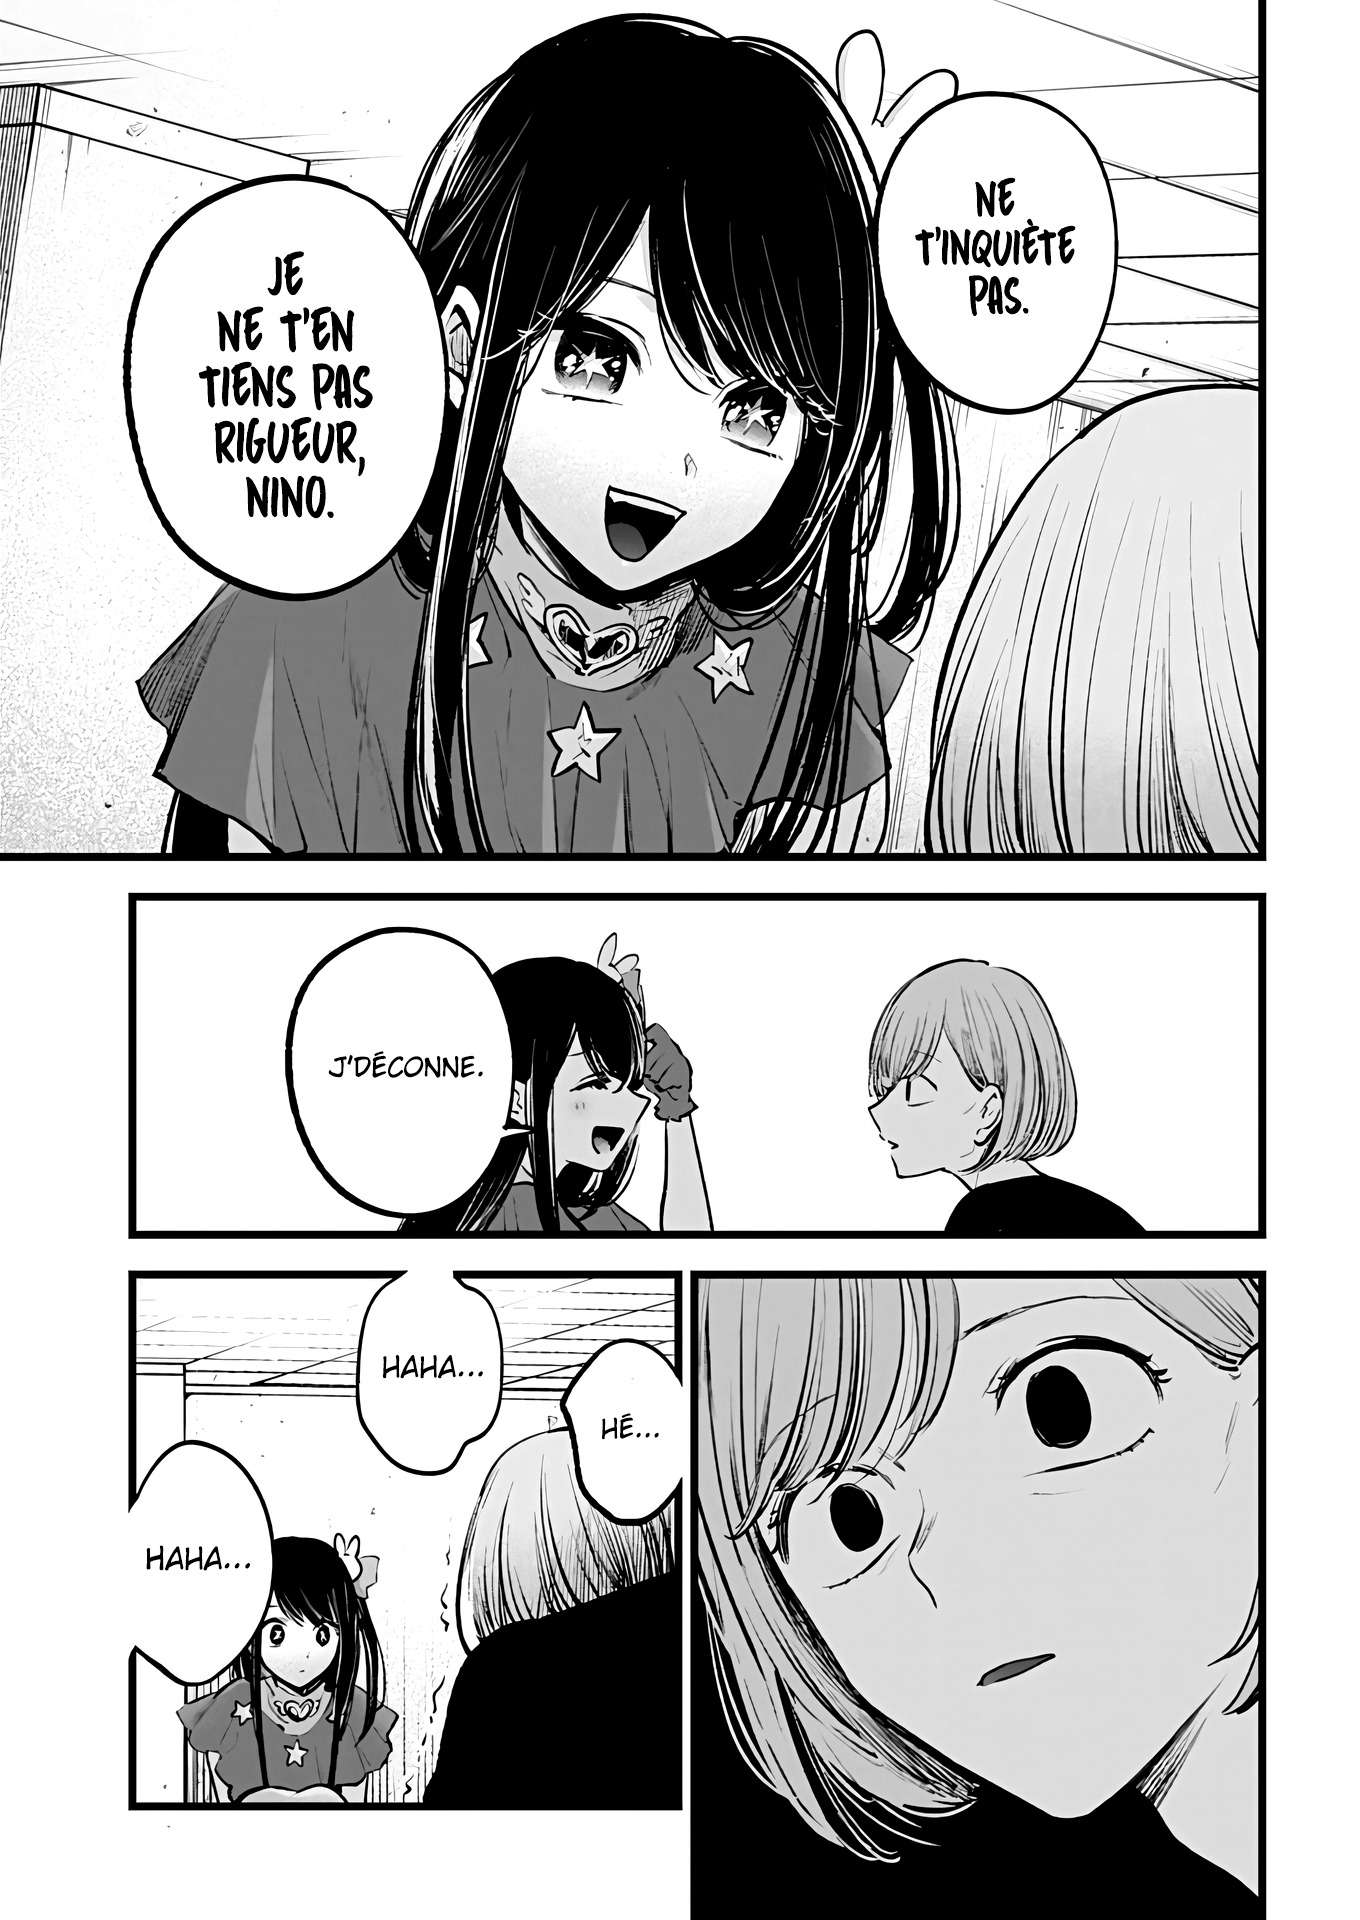 NE
T'INQUIÈTE
PAS.
JE
NE T'EN
TIENS PAS
RIGUEUR,
NINO.
J'DÉCONNE.
HÉ...
HAHA...
HAHA...